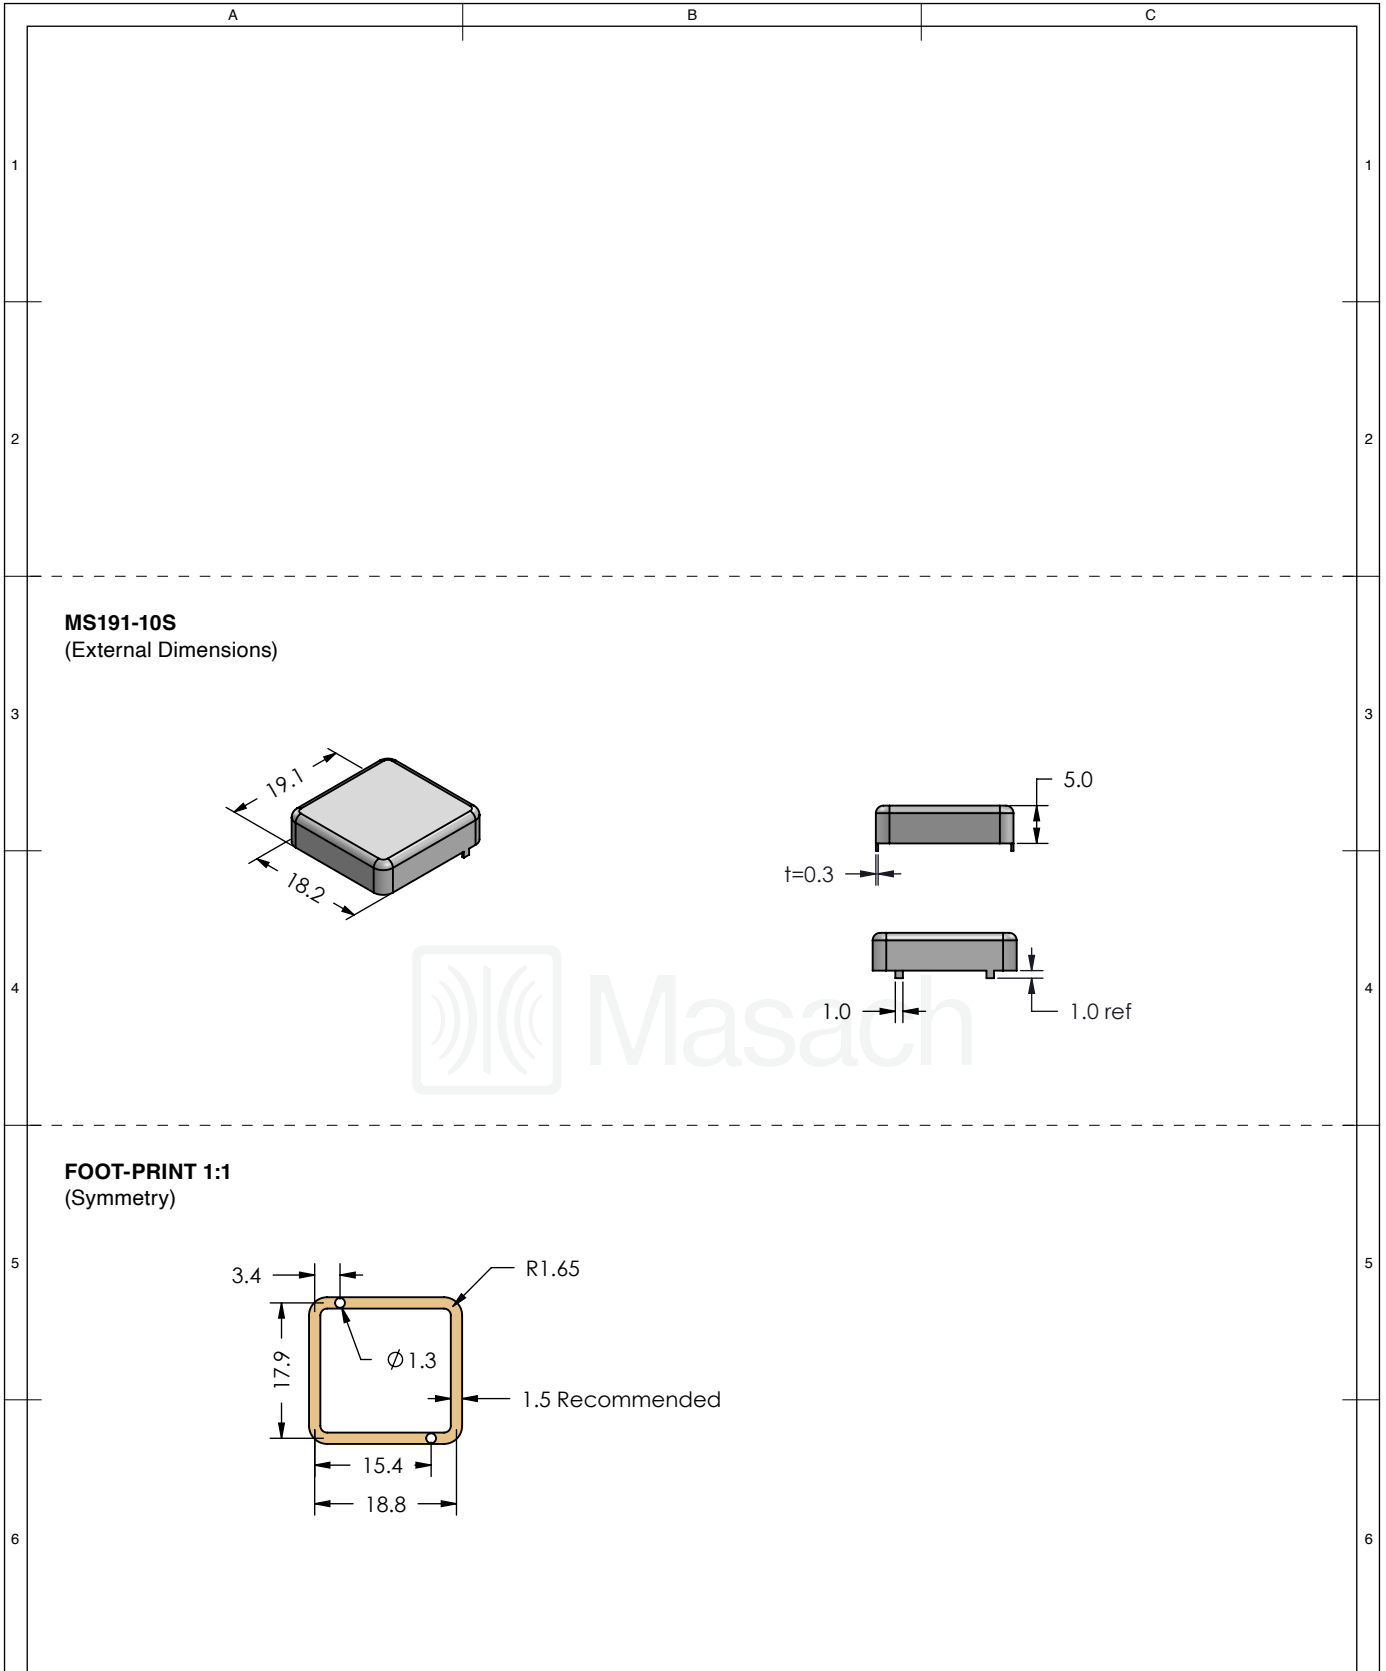 A B C
1 1
2 2
MS191-10S
(External Dimensions)
3 3
19.1
18.2
5.0
t=0.3
4 4
1.0
1.0 ref
Masach
FOOT-PRINT 1:1
(Symmetry)
5 5
3.4
R1.65
17.9
Ø1.3
1.5 Recommended
15.4
18.8
6 6